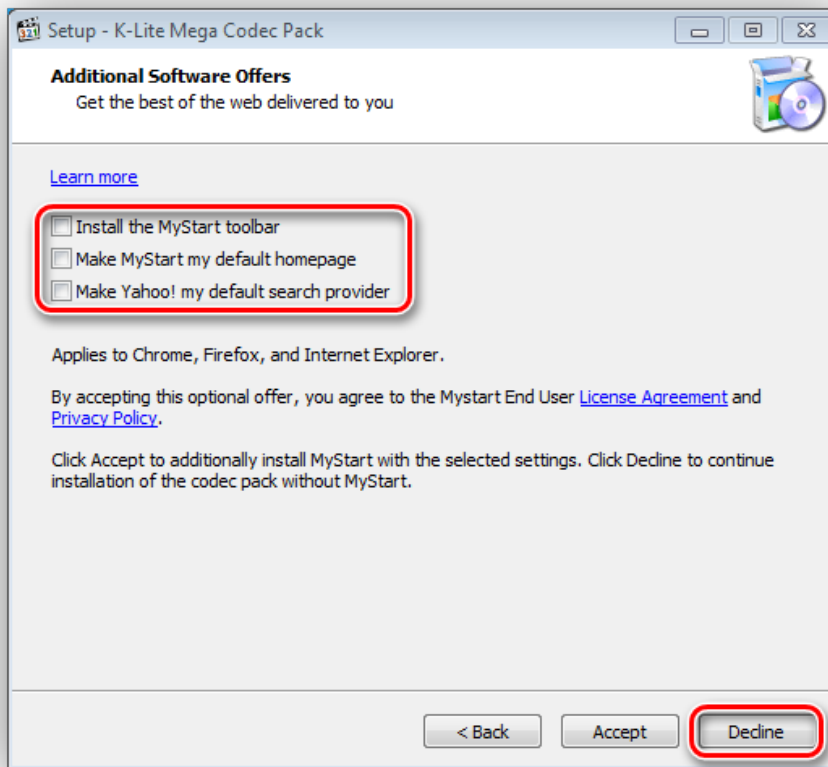 Setup - K-Lite Mega Codec Pack
Additional Software Offers
Get the best of the web delivered to you
Learn more
Install the MyStart toolbar
Make MyStart my default homepage
Make Yahoo! my default search provider
Applies to Chrome, Firefox, and Internet Explorer.
By accepting this optional offer, you agree to the Mystart End User License Agreement and
Privacy Policy.
Click Accept to additionally install MyStart with the selected settings. Click Decline to continue
installation of the codec pack without MyStart.
< Back Accept Decline